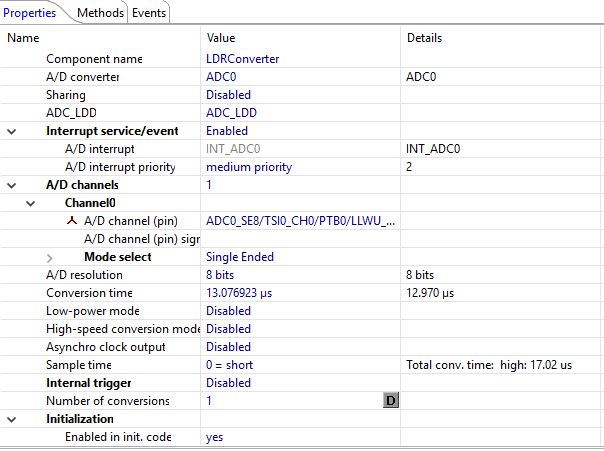 Properties Methods Events
Name Value Details
Component name LDRConverter
A/D converter ADC0 ADC0
Sharing Disabled
ADC_LDD ADC_LDD
Interrupt service/event Enabled
A/D interrupt INT_ADC0 INT_ADC0
A/D interrupt priority medium priority 2
A/D channels 1
Channel0
A/D channel (pin) ADC0_SE8/TSI0_CH0/PTB0/LLWU_...
A/D channel (pin) sigr
Mode select Single Ended
A/D resolution 8 bits 8 bits
Conversion time 13.076923 µs 12.970 µs
Low-power mode Disabled
High-speed conversion mode Disabled
Asynchro clock output Disabled
Sample time 0 = short Total conv. time: high: 17.02 us
Internal trigger Disabled
Number of conversions 1 D
Initialization
Enabled in init. code yes